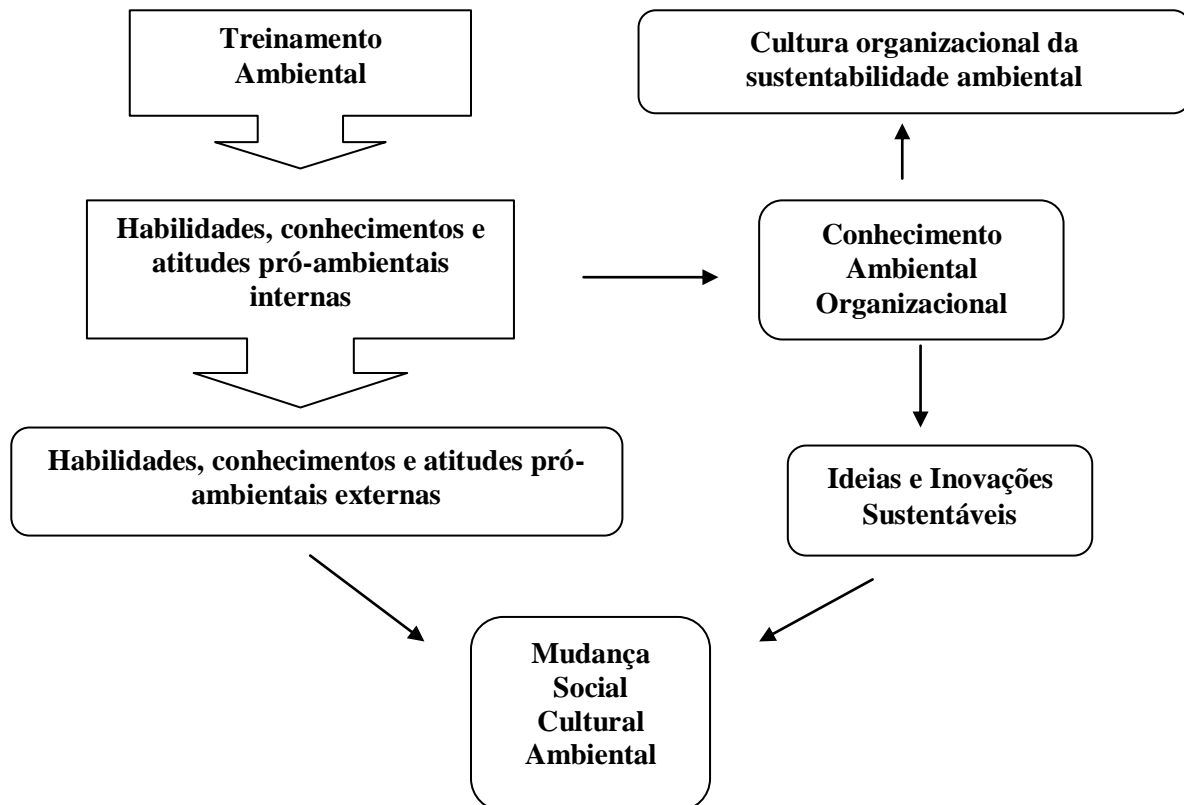 Treinamento
Ambiental
Cultura organizacional da
sustentabilidade ambiental
Habilidades, conhecimentos e
atitudes pró-ambientais
internas
Conhecimento
Ambiental
Organizacional
Habilidades, conhecimentos e atitudes pró-
ambientais externas
Ideias e Inovações
Sustentáveis
Mudança
Social
Cultural
Ambiental